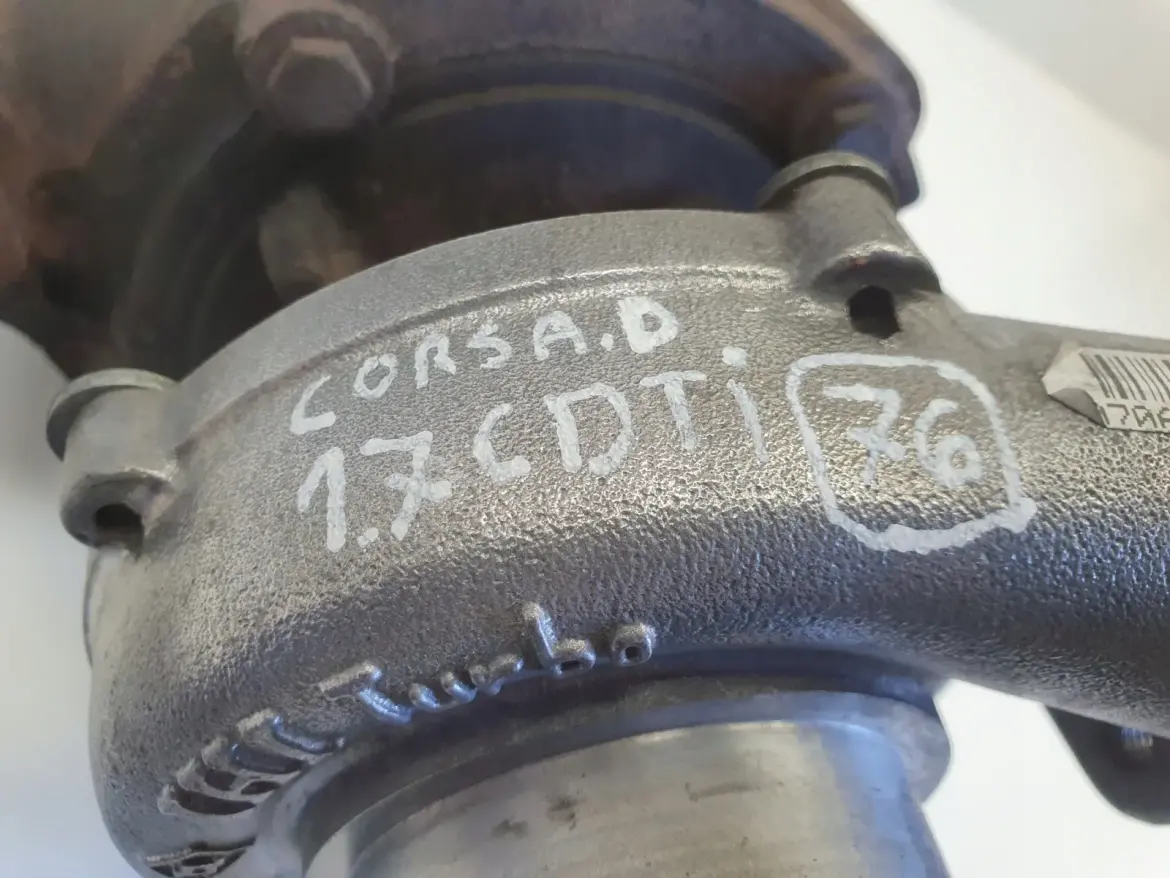 CORSA.D
1.7 CDTi 76
Turbo